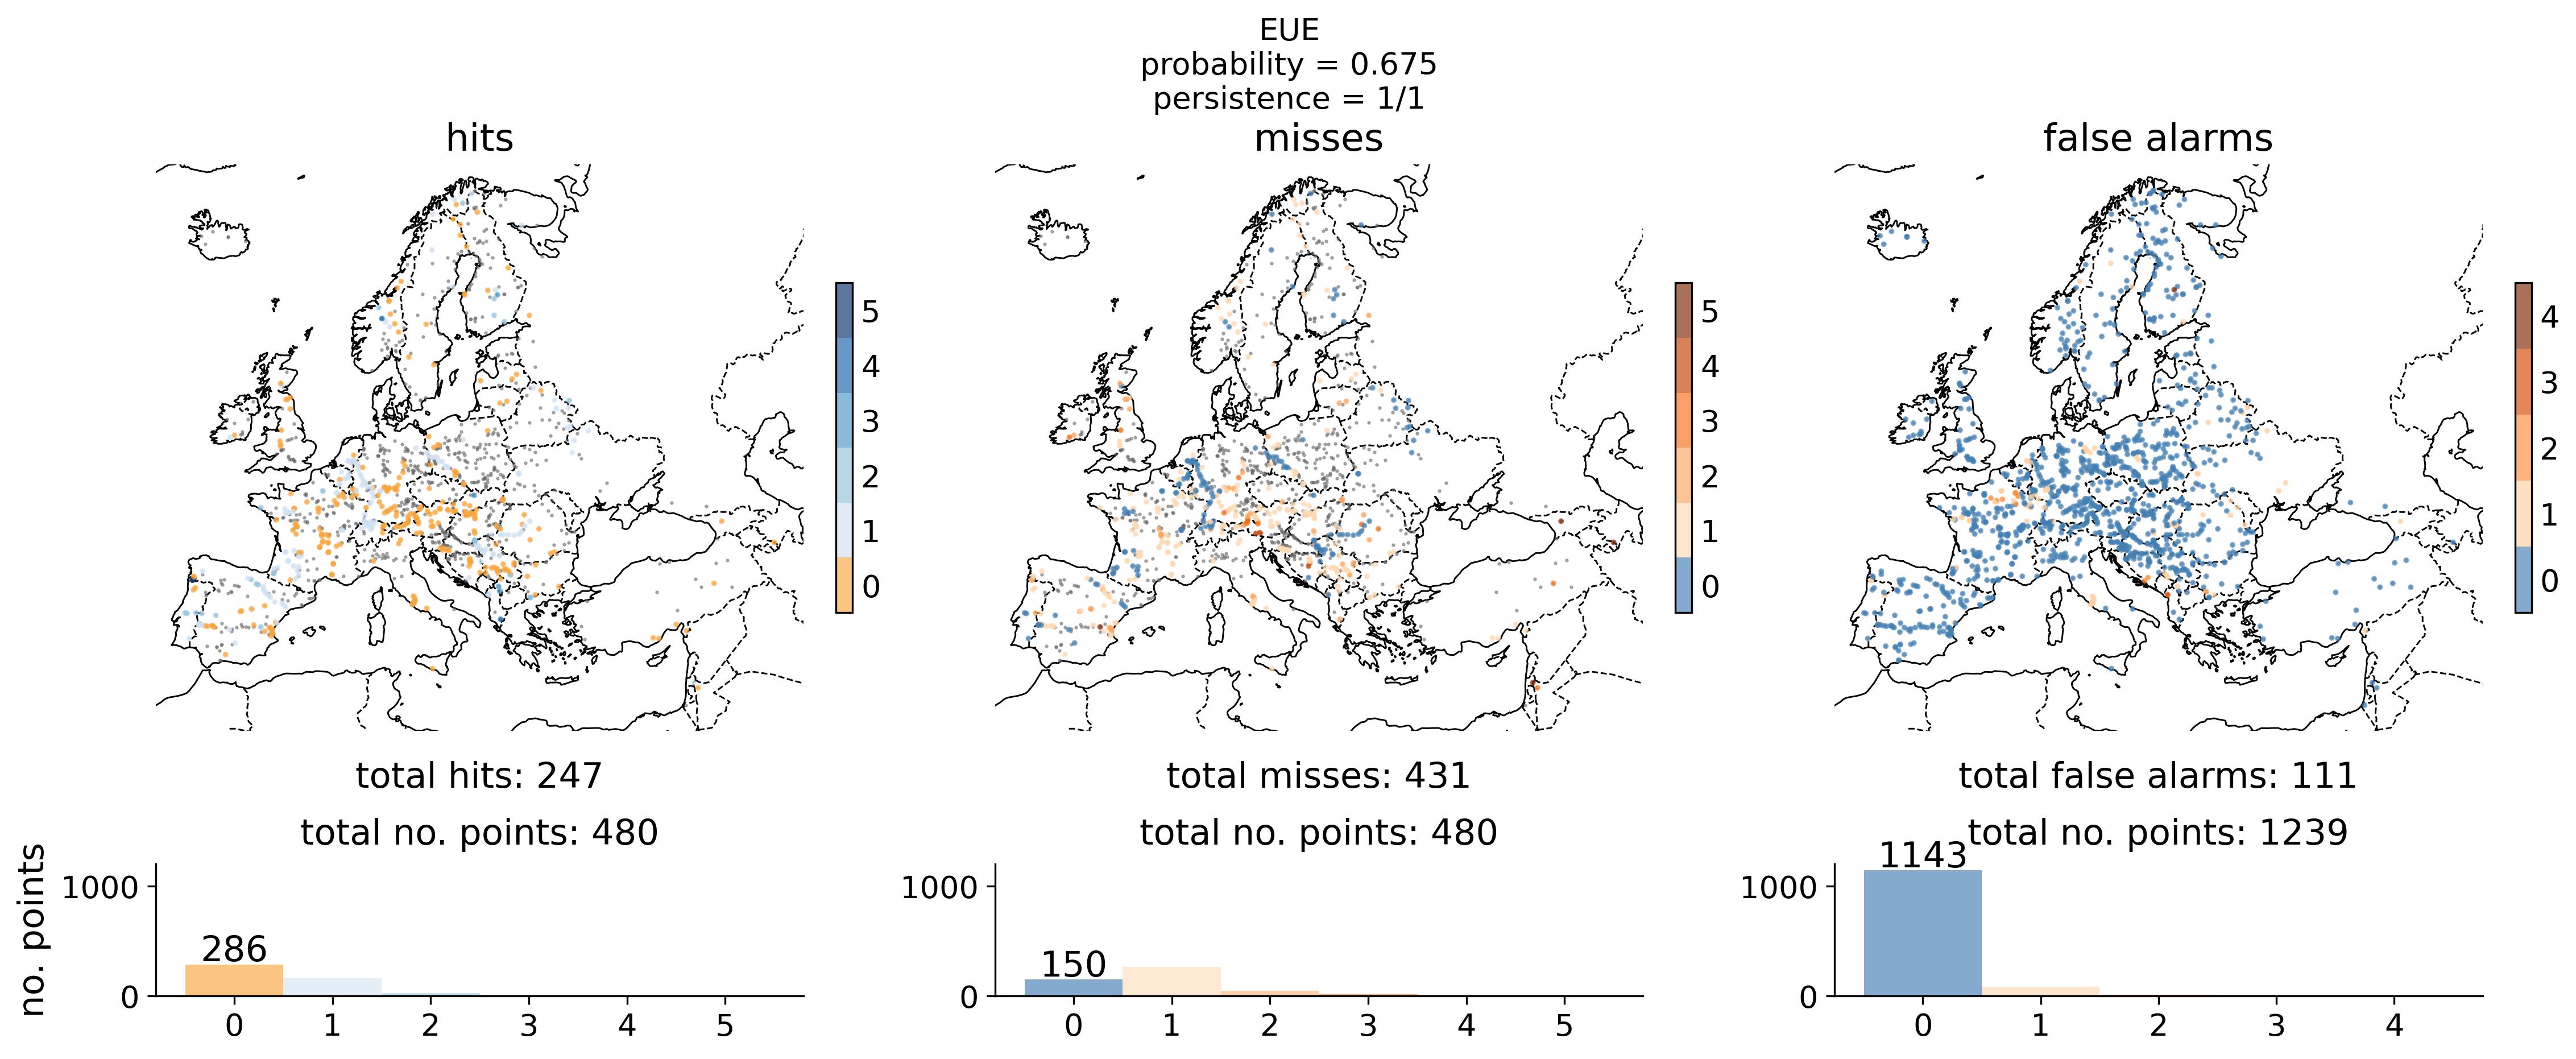 EUE
probability = 0.675
persistence = 1/1
hits
misses
false alarms
5
4
3
2
1
0
5
4
3
2
1
0
4
3
2
1
0
total hits: 247
total misses: 431
total false alarms: 111
total no. points: 480
total no. points: 480
total no. points: 1239
no. points
1000
0
286
0 1 2 3 4 5
1000
0
150
0 1 2 3 4 5
1000
0
1143
0 1 2 3 4